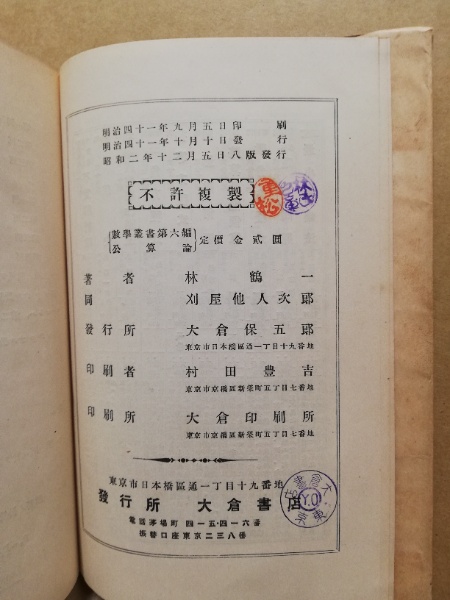 明治四十一年九月五日印刷
明治四十一年十月十日發行
昭和二年十二月五日八版發行
不許複製
數學叢書第六編
公算論
定價金貳圓
著者 林鶴一
同 刈屋他人次郎
發行所 大倉保五郎
東京市日本橋區通一丁目十九番地
印刷者 村田豊吉
東京市京橋區新榮町五丁目七番地
印刷所 大倉印刷所
東京市京橋區新榮町五丁目七番地
東京市日本橋區通一丁目十九番地
發行所 大倉書店
電話茅場町 四一五・四一六番
振替口座東京二三八番